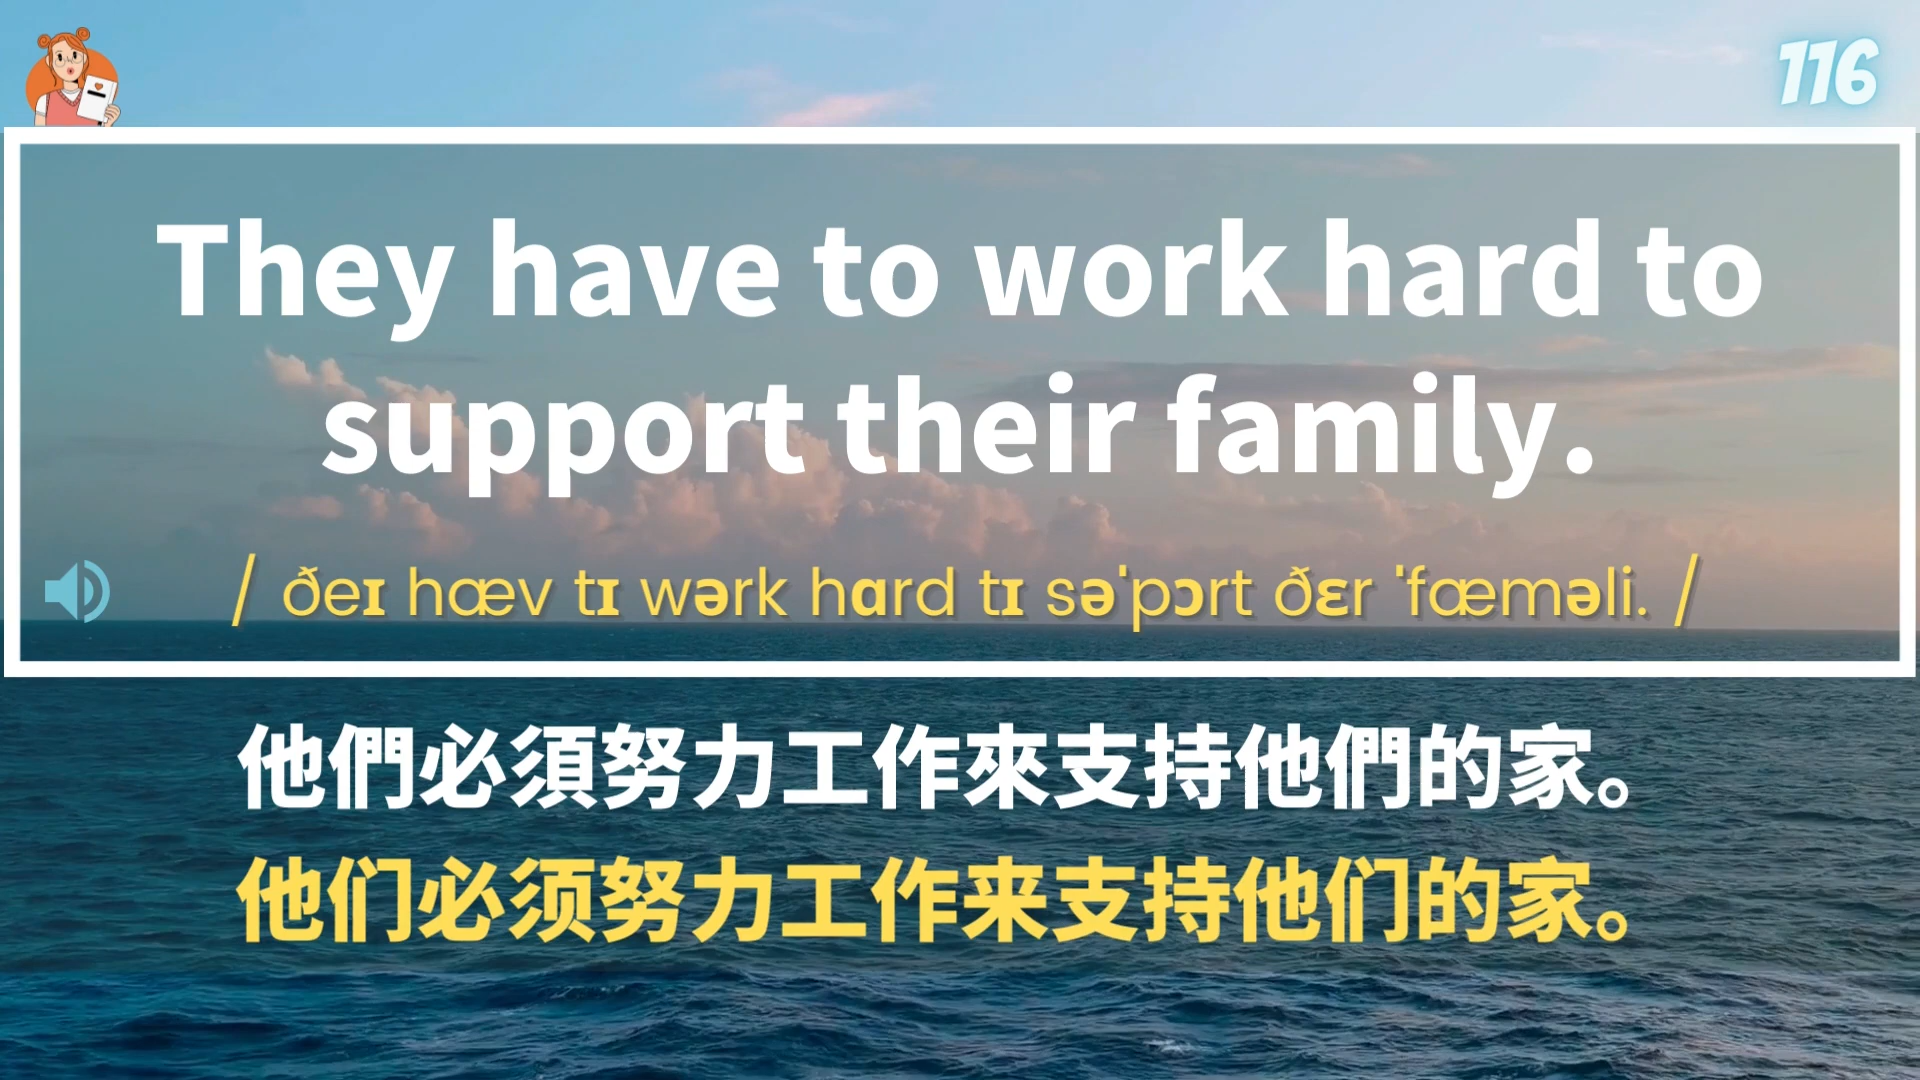 116
They have to work hard to
support their family.
/ ðeɪ hæv tɪ wərk hɑrd tɪ səˈpɔrt ðɛr ˈfæməli. /
他們必須努力工作來支持他們的家。
他们必须努力工作来支持他们的家。